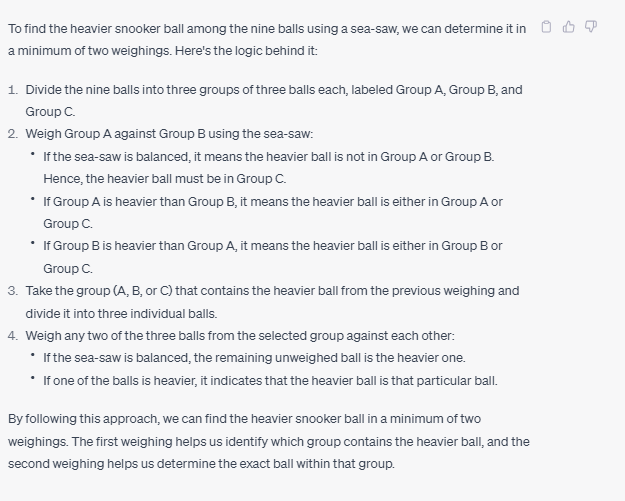 To find the heavier snooker ball among the nine balls using a sea-saw, we can determine it in
a minimum of two weighings. Here's the logic behind it:
1. Divide the nine balls into three groups of three balls each, labeled Group A, Group B, and
Group C.
2. Weigh Group A against Group B using the sea-saw:
• If the sea-saw is balanced, it means the heavier ball is not in Group A or Group B.
Hence, the heavier ball must be in Group C.
• If Group A is heavier than Group B, it means the heavier ball is either in Group A or
Group C.
• If Group B is heavier than Group A, it means the heavier ball is either in Group B or
Group C.
3. Take the group (A, B, or C) that contains the heavier ball from the previous weighing and
divide it into three individual balls.
4. Weigh any two of the three balls from the selected group against each other:
• If the sea-saw is balanced, the remaining unweighed ball is the heavier one.
• If one of the balls is heavier, it indicates that the heavier ball is that particular ball.
By following this approach, we can find the heavier snooker ball in a minimum of two
weighings. The first weighing helps us identify which group contains the heavier ball, and the
second weighing helps us determine the exact ball within that group.